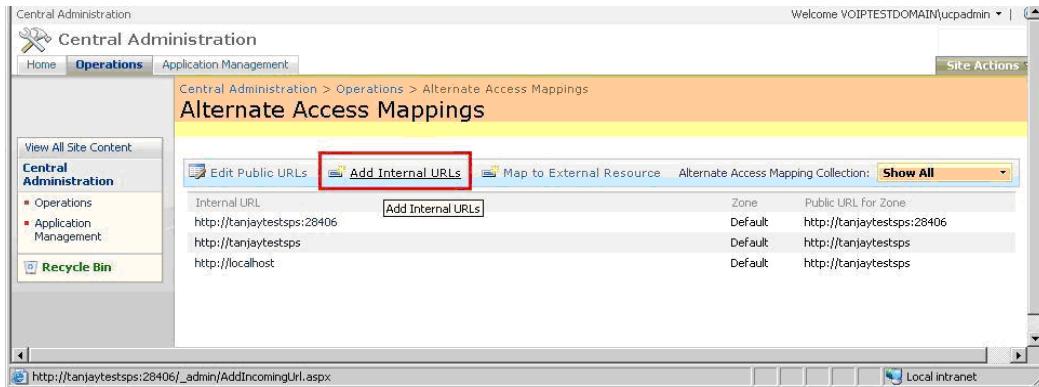 Central Administration
Welcome VOIPTESTDOMAIN\ucpadmin
Central Administration
Home Operations Application Management
Site Actions
Central Administration > Operations > Alternate Access Mappings
Alternate Access Mappings
View All Site Content
Central Administration
Operations
Application Management
Recycle Bin
Edit Public URLs Add Internal URLs Map to External Resource Alternate Access Mapping Collection: Show All
Internal URL Zone Public URL for Zone
Add Internal URLs
http://tanjaytestsps:28406 Default http://tanjaytestsps:28406
http://tanjaytestsps Default http://tanjaytestsps
http://localhost Default http://tanjaytestsps
http://tanjaytestsps:28406/_admin/AddIncomingUrl.aspx
Local intranet